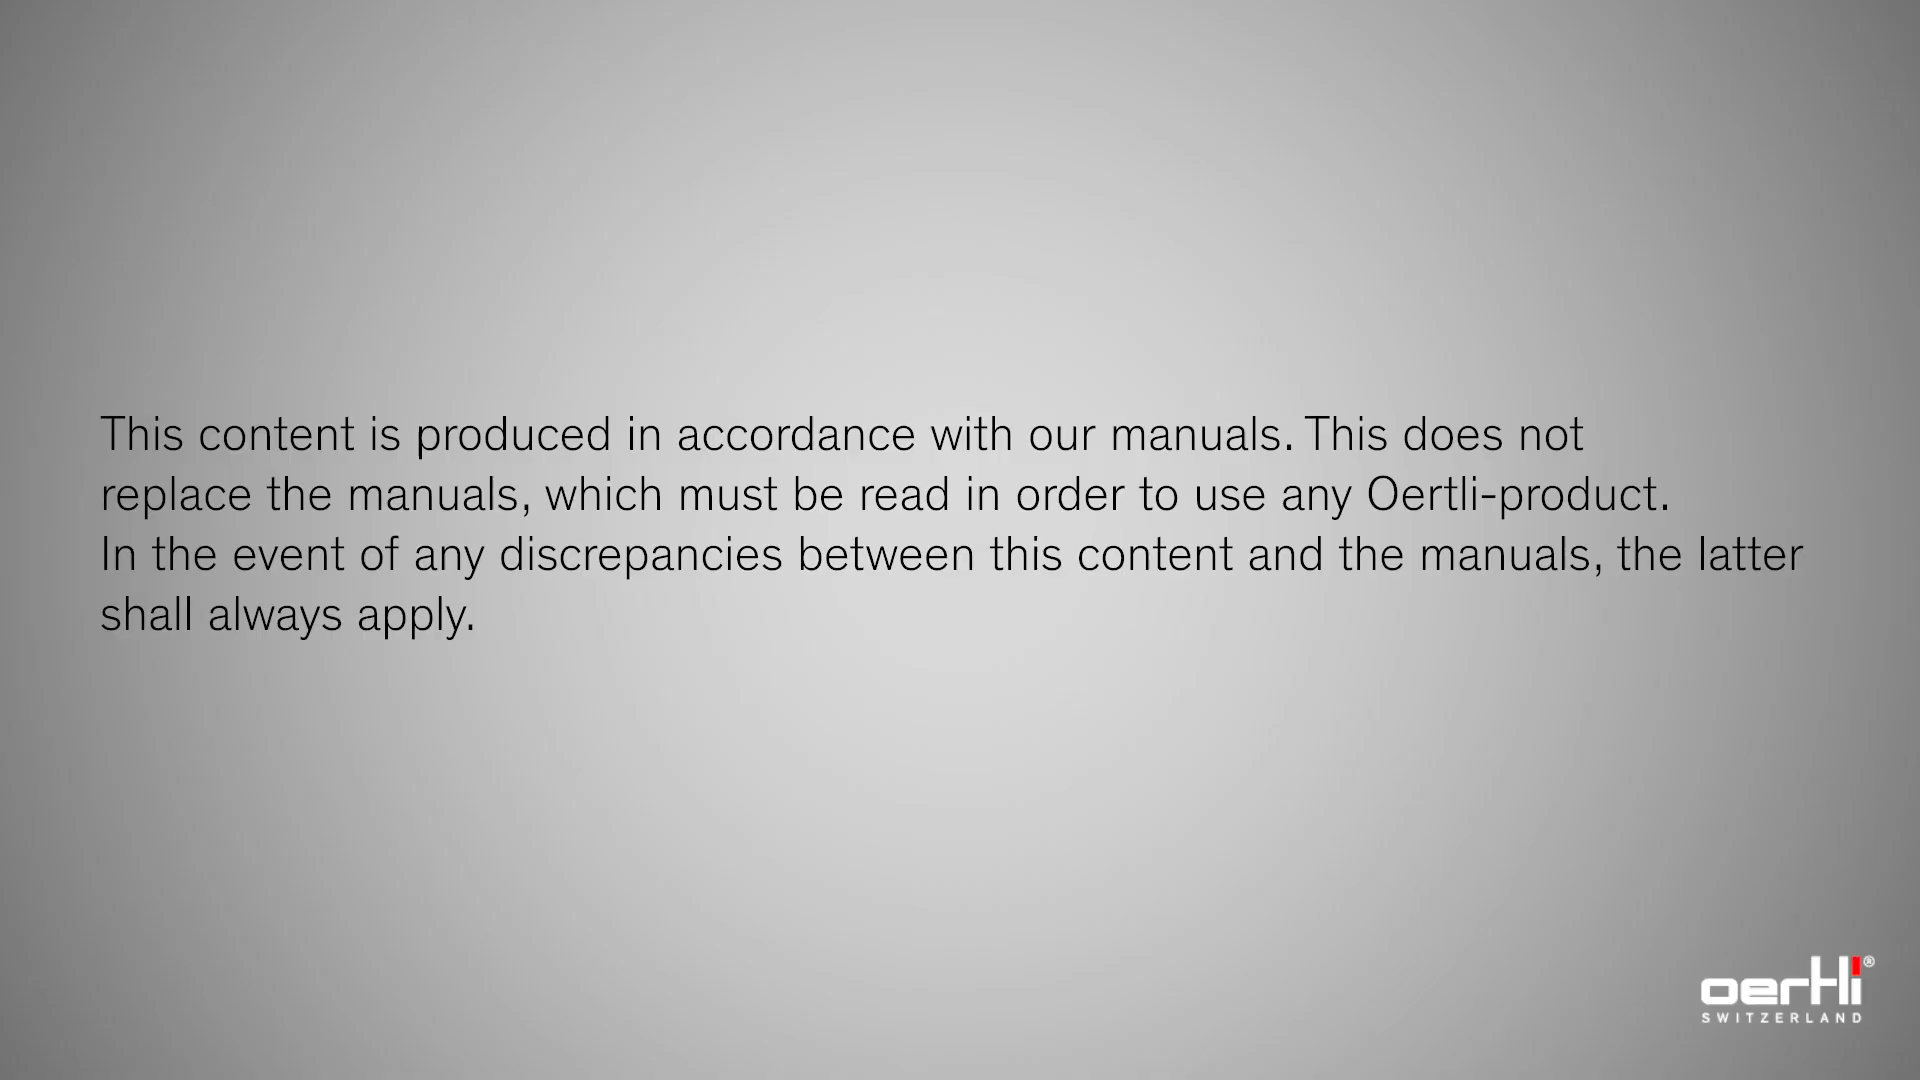 This content is produced in accordance with our manuals. This does not
replace the manuals, which must be read in order to use any Oertli-product.
In the event of any discrepancies between this content and the manuals, the latter
shall always apply.
oertli®
SWITZERLAND